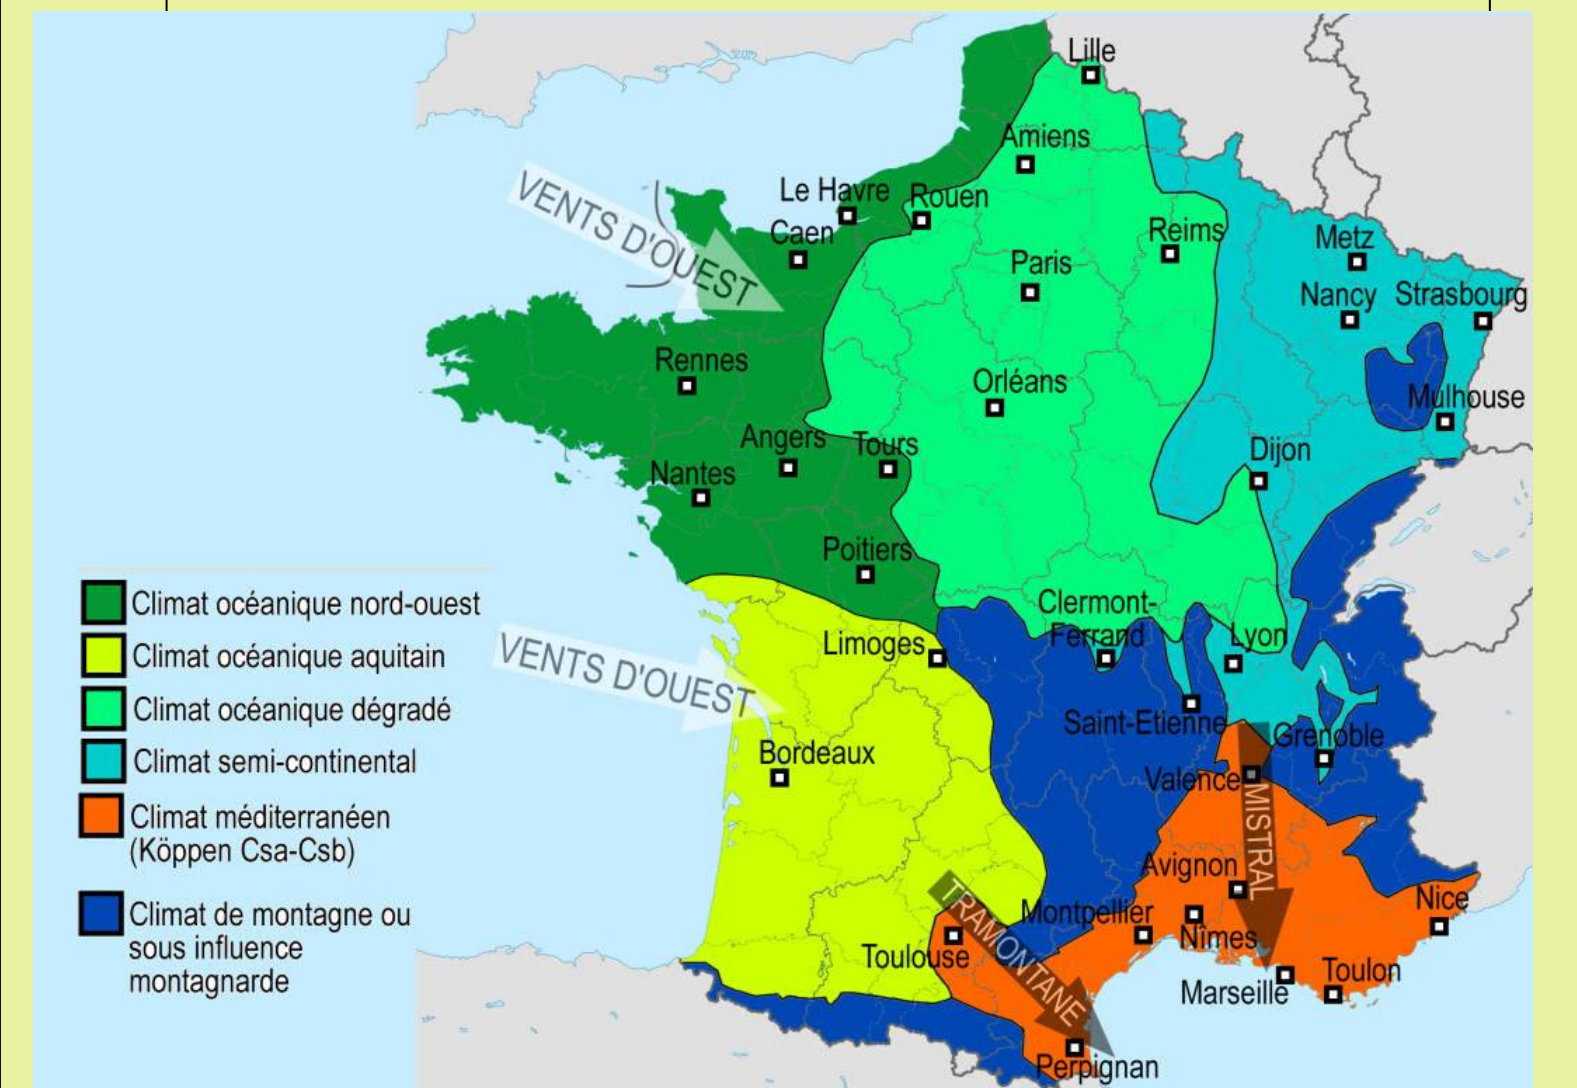 Lille
Amiens
Le Havre
Rouen
VENTS D'OUEST
Caen
Reims
Metz
Paris
Nancy
Strasbourg
Rennes
Orléans
Mulhouse
Angers
Tours
Dijon
Nantes
Poitiers
Clermont-
Ferrand
Lyon
Limoges
VENTS D'OUEST
Saint-Etienne
Grenoble
Bordeaux
Valence
MISTRAL
Avignon
TRAMONTANE
Montpellier
Nice
Nîmes
Toulouse
Marseille
Toulon
Perpignan
Climat océanique nord-ouest
Climat océanique aquitain
Climat océanique dégradé
Climat semi-continental
Climat méditerranéen
(Köppen Csa-Csb)
Climat de montagne ou
sous influence
montagnarde